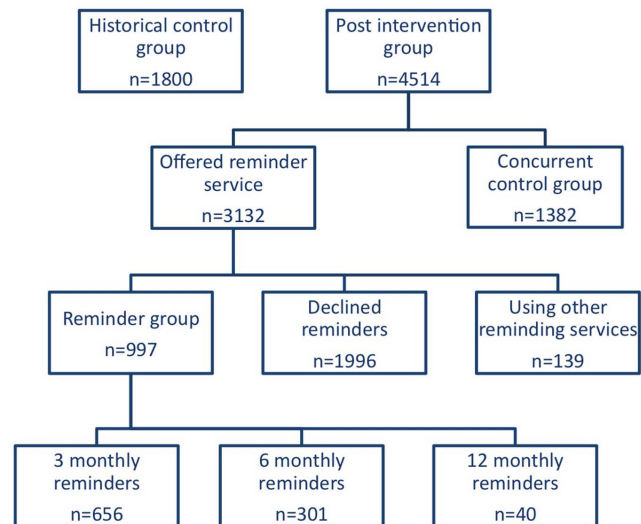 Historical control
group
n=1800
Post intervention
group
n=4514
Offered reminder
service
n=3132
Concurrent
control group
n=1382
Reminder group
n=997
Declined
reminders
n=1996
Using other
reminding services
n=139
3 monthly
reminders
n=656
6 monthly
reminders
n=301
12 monthly
reminders
n=40